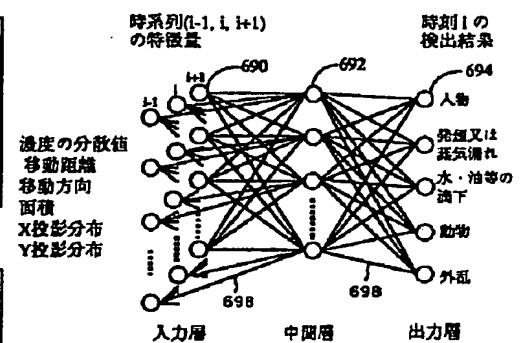 時系列(i-1, i, i+1)
の特徴量
時刻iの
検出結果
i+1
i
i-1
690
692
694
人物
発煙又は
蒸気漏れ
水・油等の
滴下
動物
外乱
濃度の分散値
移動距離
移動方向
面積
X投影分布
Y投影分布
698
698
入力層
中間層
出力層